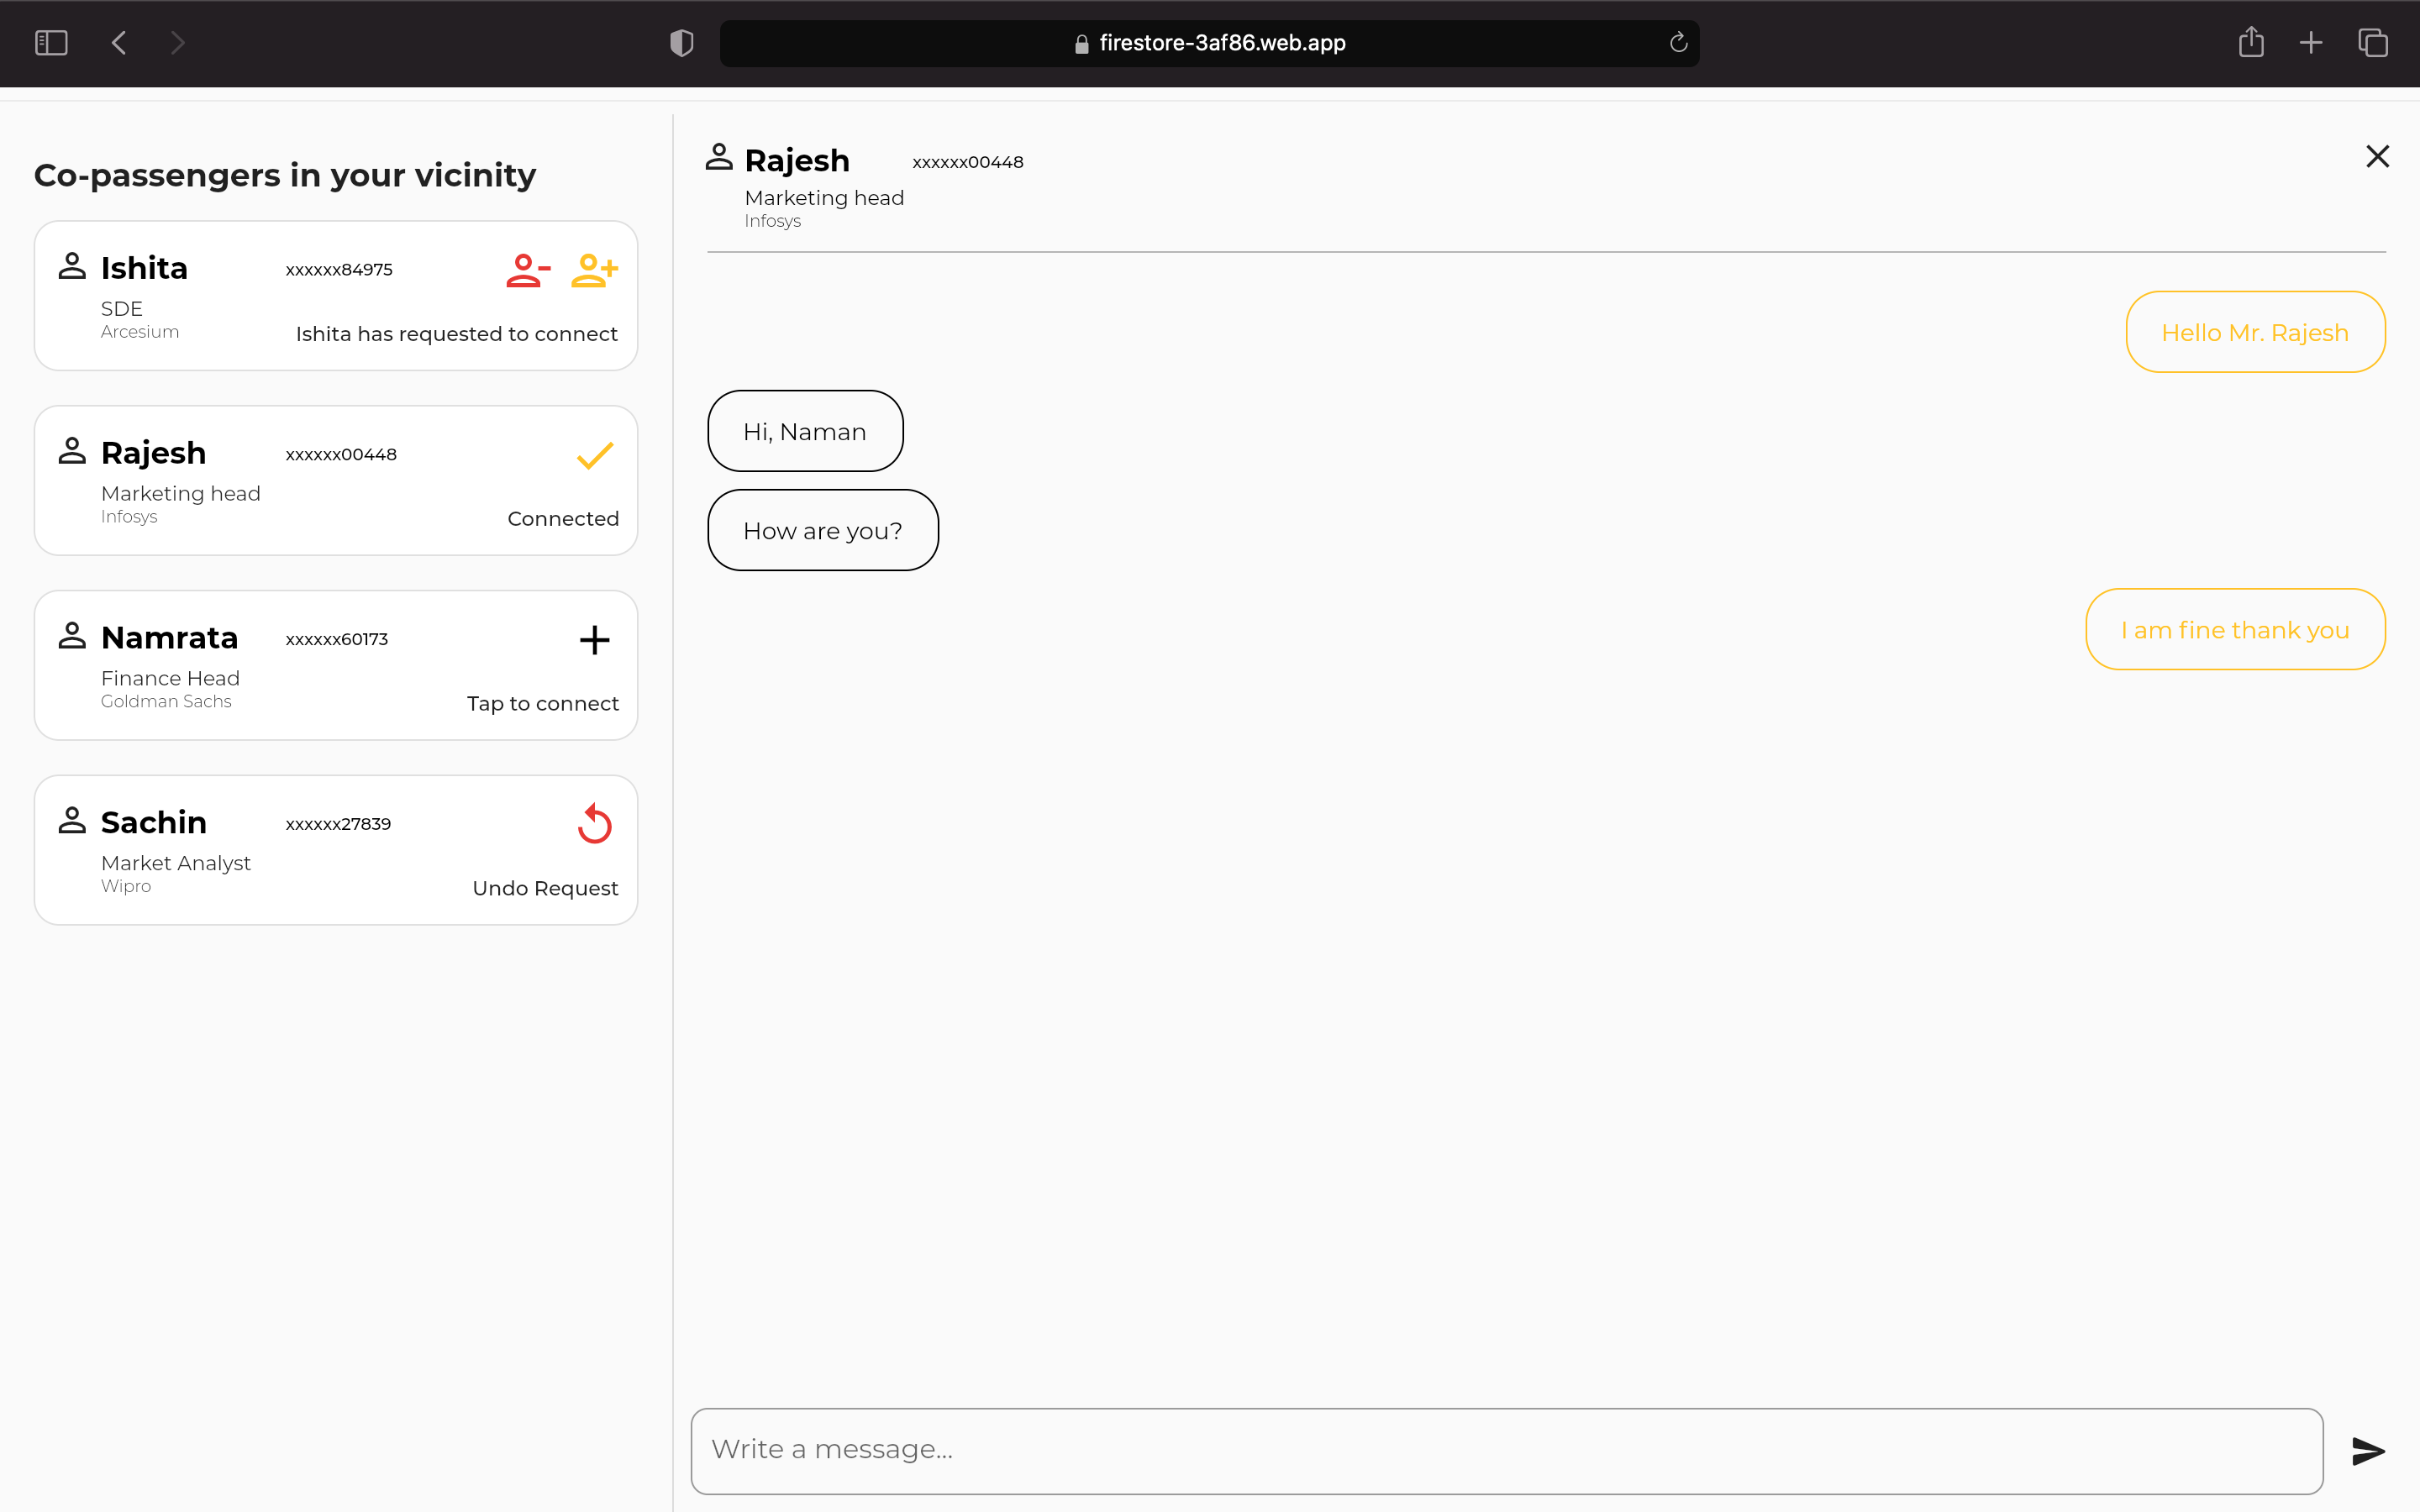 firestore-3af86.web.app
Co-passengers in your vicinity
Ishita xxxxxx84975
SDE
Arcesium
Ishita has requested to connect
Rajesh xxxxxx00448
Marketing head
Infosys
Connected
Namrata xxxxxx60173
Finance Head
Goldman Sachs
Tap to connect
Sachin xxxxxx27839
Market Analyst
Wipro
Undo Request
Rajesh xxxxxx00448
Marketing head
Infosys
Hello Mr. Rajesh
Hi, Naman
How are you?
I am fine thank you
Write a message...